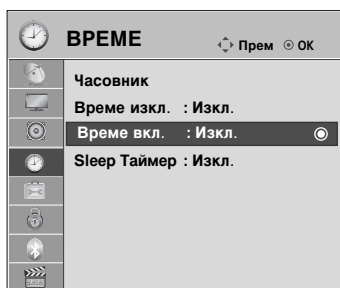 ВРЕМЕ Прем OK
Часовник
Време изкл. : Изкл.
Време вкл. : Изкл.
Sleep Таймер : Изкл.